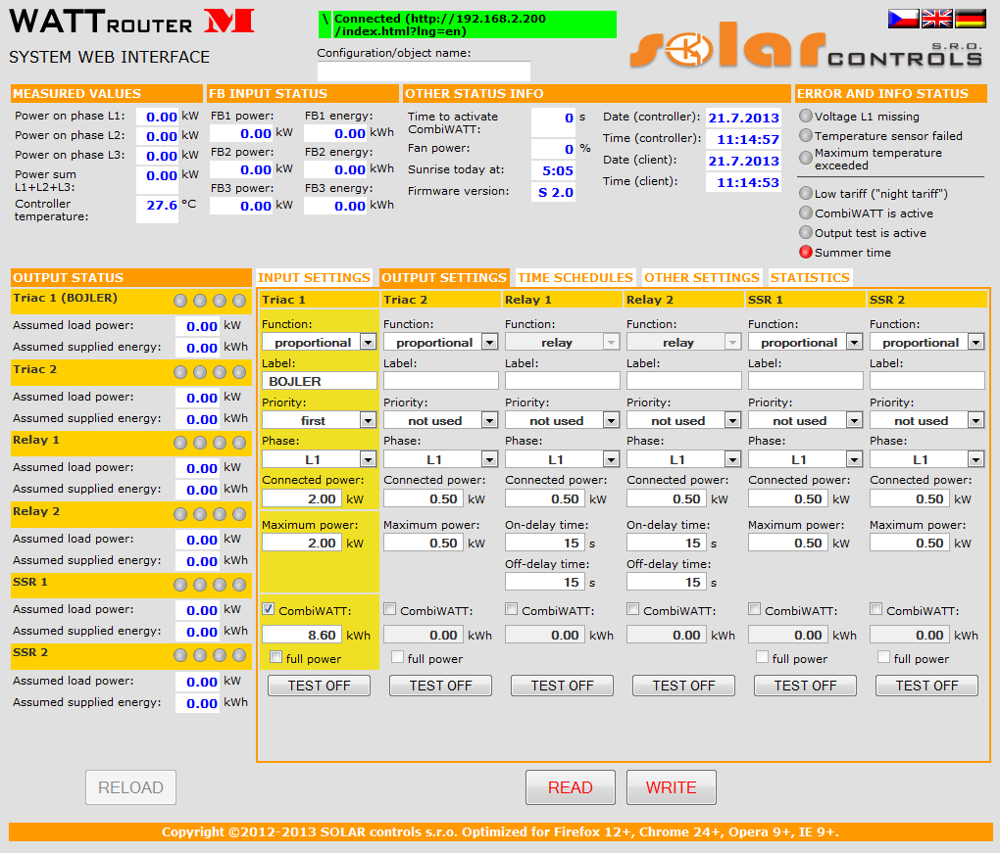 WATTROUTER M
SYSTEM WEB INTERFACE
\ Connected (http://192.168.2.200
/index.html?lng=en)
Configuration/object name:
solar
CONTROLS S.R.O.
MEASURED VALUES
Power on phase L1: 0.00 kW
Power on phase L2: 0.00 kW
Power on phase L3: 0.00 kW
Power sum
L1+L2+L3: 0.00 kW
Controller
temperature: 27.6 °C
FB INPUT STATUS
FB1 power: FB1 energy:
0.00 kW 0.00 kWh
FB2 power: FB2 energy:
0.00 kW 0.00 kWh
FB3 power: FB3 energy:
0.00 kW 0.00 kWh
OTHER STATUS INFO
Time to activate
CombiWATT: 0 s
Fan power: 0 %
Sunrise today at: 5:05
Firmware version: S 2.0
Date (controller): 21.7.2013
Time (controller): 11:14:57
Date (client): 21.7.2013
Time (client): 11:14:53
ERROR AND INFO STATUS
Voltage L1 missing
Temperature sensor failed
Maximum temperature
exceeded
Low tariff ("night tariff")
CombiWATT is active
Output test is active
Summer time
OUTPUT STATUS
Triac 1 (BOJLER)
Assumed load power: 0.00 kW
Assumed supplied energy: 0.00 kWh
Triac 2
Assumed load power: 0.00 kW
Assumed supplied energy: 0.00 kWh
Relay 1
Assumed load power: 0.00 kW
Assumed supplied energy: 0.00 kWh
Relay 2
Assumed load power: 0.00 kW
Assumed supplied energy: 0.00 kWh
SSR 1
Assumed load power: 0.00 kW
Assumed supplied energy: 0.00 kWh
SSR 2
Assumed load power: 0.00 kW
Assumed supplied energy: 0.00 kWh
INPUT SETTINGS OUTPUT SETTINGS TIME SCHEDULES OTHER SETTINGS STATISTICS
Triac 1 Triac 2 Relay 1 Relay 2 SSR 1 SSR 2
Function: Function: Function: Function: Function: Function:
proportional proportional relay relay proportional proportional
Label: Label: Label: Label: Label: Label:
BOJLER
Priority: Priority: Priority: Priority: Priority: Priority:
first not used not used not used not used not used
Phase: Phase: Phase: Phase: Phase: Phase:
L1 L1 L1 L1 L1 L1
Connected power: Connected power: Connected power: Connected power: Connected power: Connected power:
2.00 kW 0.50 kW 0.50 kW 0.50 kW 0.50 kW 0.50 kW
Maximum power: Maximum power: On-delay time: On-delay time: Maximum power: Maximum power:
2.00 kW 0.50 kW 15 s 15 s 0.50 kW 0.50 kW
Off-delay time: Off-delay time:
15 s 15 s
CombiWATT: CombiWATT: CombiWATT: CombiWATT: CombiWATT: CombiWATT:
8.60 kWh 0.00 kWh 0.00 kWh 0.00 kWh 0.00 kWh 0.00 kWh
full power full power full power full power
TEST OFF TEST OFF TEST OFF TEST OFF TEST OFF TEST OFF
RELOAD READ WRITE
Copyright ©2012-2013 SOLAR controls s.r.o. Optimized for Firefox 12+, Chrome 24+, Opera 9+, IE 9+.